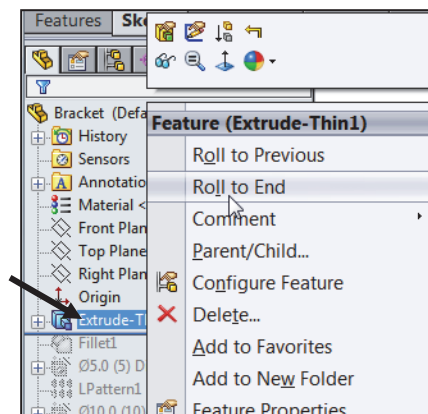 Features Ske
Bracket (Defa
History
Sensors
Annotatio
Material <
Front Plan
Top Plane
Right Plan
Origin
Extrude-Th
Fillet1
Ø5.0 (5) D
LPattern1
Ø10.0 (10)
Feature (Extrude-Thin1)
Roll to Previous
Roll to End
Comment
Parent/Child...
Configure Feature
Delete...
Add to Favorites
Add to New Folder
Feature Properties